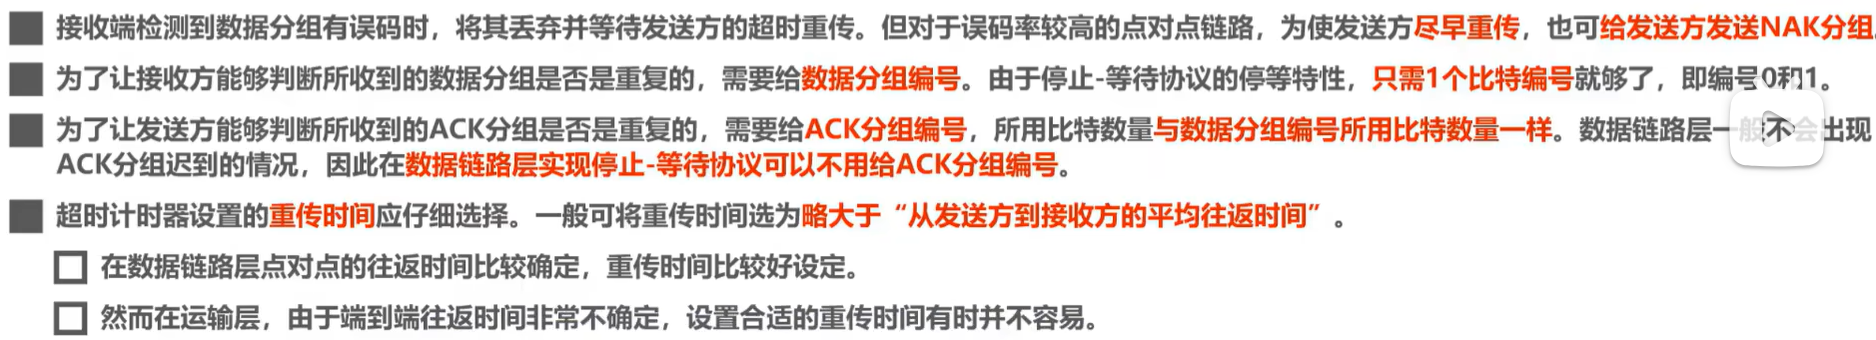 接收端检测到数据分组有误码时，将其丢弃并等待发送方的超时重传。但对于误码率较高的点对点链路，为使发送方尽早重传，也可给发送方发送NAK分组。
为了让接收方能够判断所收到的数据分组是否是重复的，需要给数据分组编号。由于停止-等待协议的停等特性，只需1个比特编号就够了，即编号0和1。
为了让发送方能够判断所收到的ACK分组是否是重复的，需要给ACK分组编号，所用比特数量与数据分组编号所用比特数量一样。数据链路层一般不会出现
ACK分组迟到的情况，因此在数据链路层实现停止-等待协议可以不用给ACK分组编号。
超时计时器设置的重传时间应仔细选择。一般可将重传时间选为略大于“从发送方到接收方的平均往返时间”。
在数据链路层点对点的往返时间比较确定，重传时间比较好设定。
然而在运输层，由于端到端往返时间非常不确定，设置合适的重传时间有时并不容易。